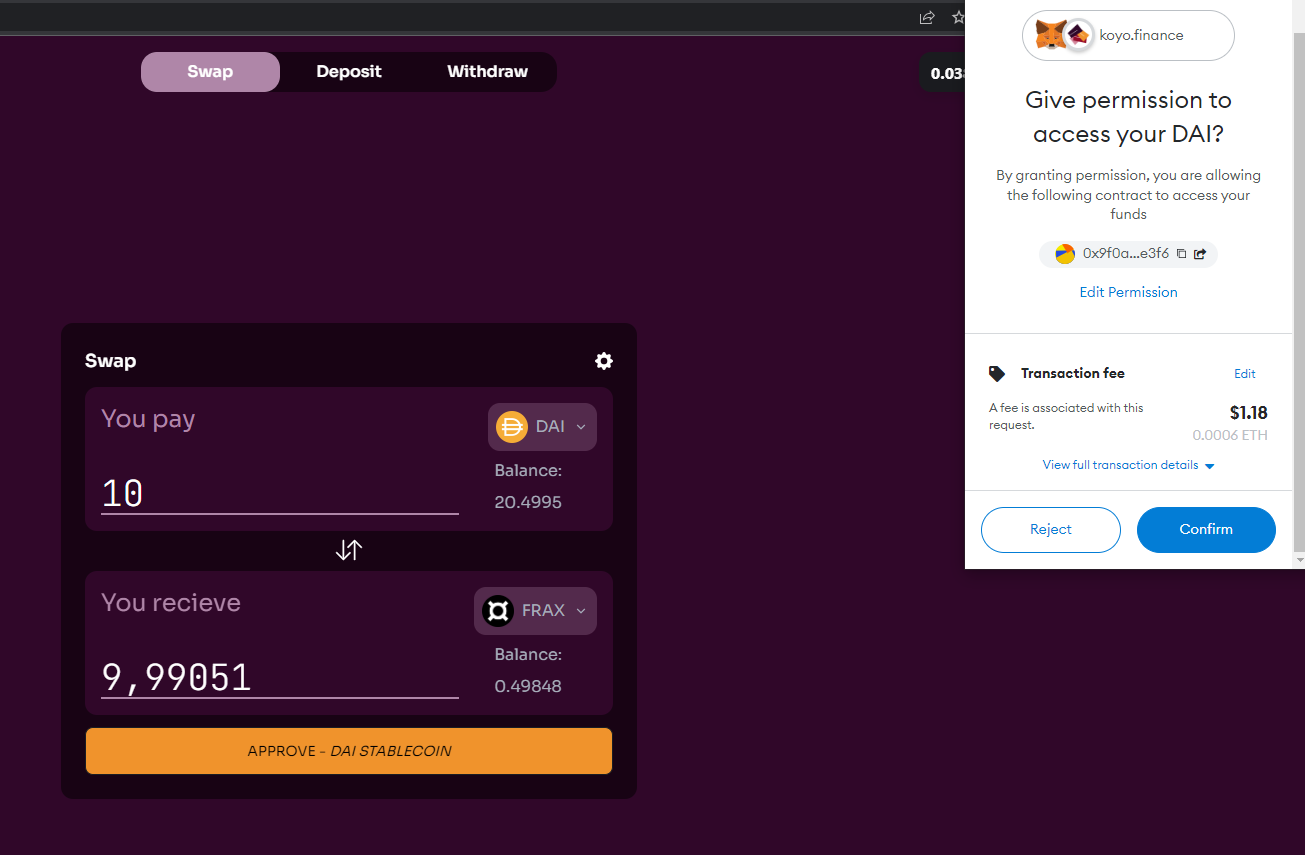 Swap
Deposit
Withdraw
Swap
You pay
DAI
Balance:
10
20.4995
You recieve
FRAX
Balance:
9,99051
0.49848
APPROVE - DAI STABLECOIN
koyo.finance
Give permission to
access your DAI?
By granting permission, you are allowing
the following contract to access your
funds
0x9f0a...e3f6
Edit Permission
Transaction fee
Edit
A fee is associated with this
request.
$1.18
0.0006 ETH
View full transaction details
Reject
Confirm